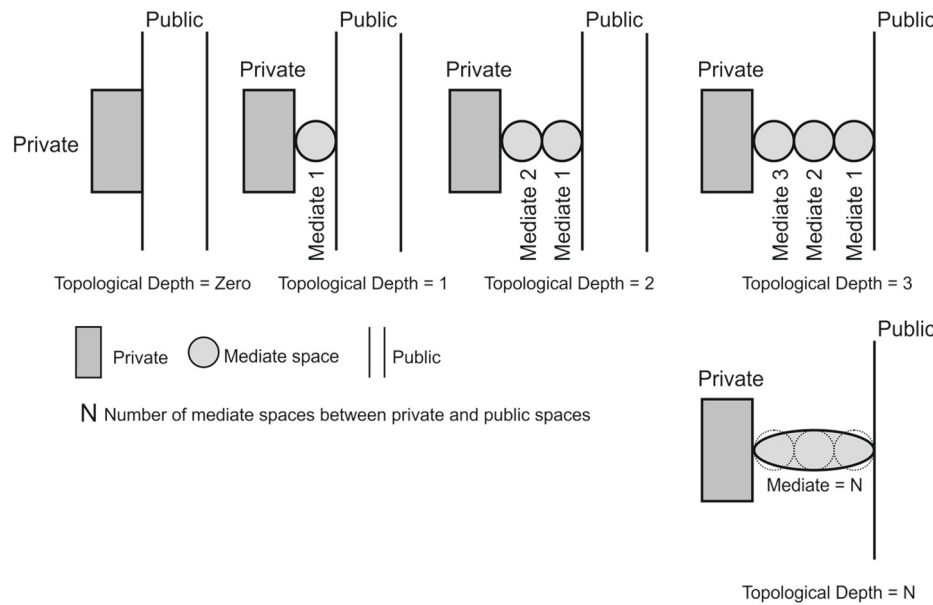 Public
Public
Public
Public
Private
Private
Private
Private
Mediate 1
Mediate 2
Mediate 1
Mediate 3
Mediate 2
Mediate 1
Topological Depth = Zero
Topological Depth = 1
Topological Depth = 2
Topological Depth = 3
Private
Mediate space
Public
N Number of mediate spaces between private and public spaces
Public
Private
Mediate = N
Topological Depth = N